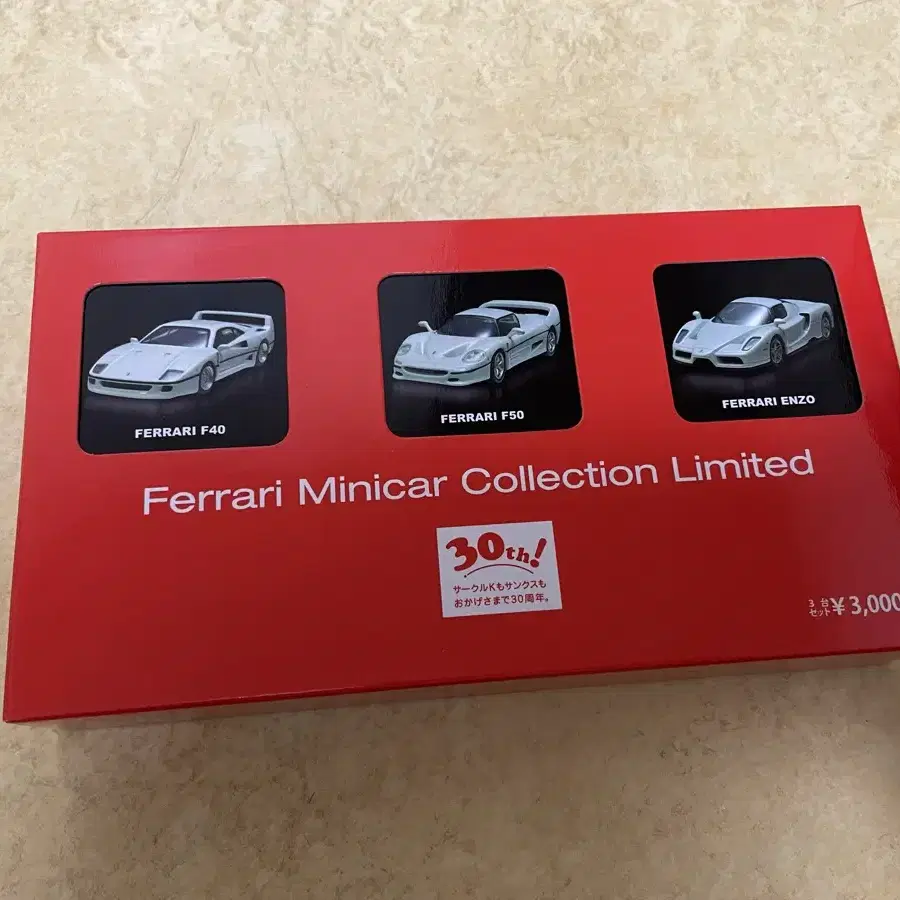 FERRARI F40
FERRARI F50
FERRARI ENZO
Ferrari Minicar Collection Limited
30th!
サークルKもサンクスも
おかげさまで30周年。
3台
セット ¥3,000